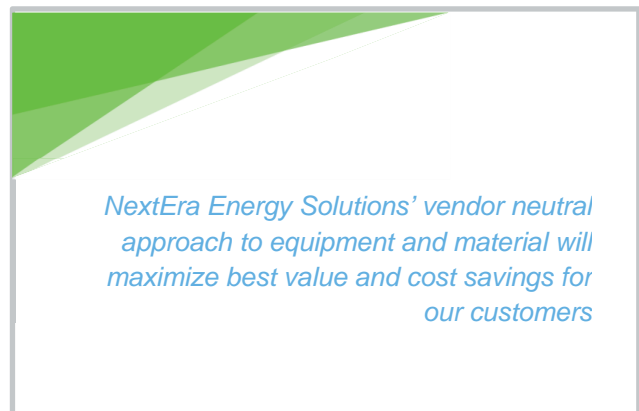 NextEra Energy Solutions’ vendor neutral
approach to equipment and material will
maximize best value and cost savings for
our customers